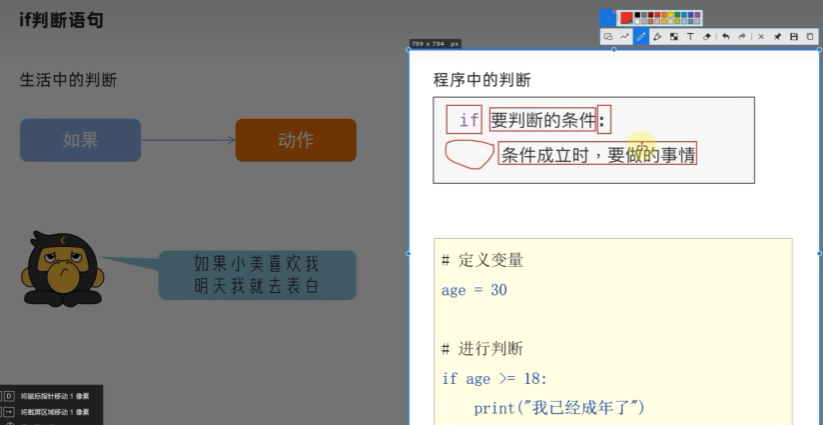 if判断语句
生活中的判断
如果
动作
如果小美喜欢我
明天我就去表白
799 x 794 px
程序中的判断
if 要判断的条件:
条件成立时，要做的事情
# 定义变量
age = 30
# 进行判断
if age >= 18:
print("我已经成年了")
D 将鼠标指针移动 1 像素
→ 将截屏区域移动 1 像素